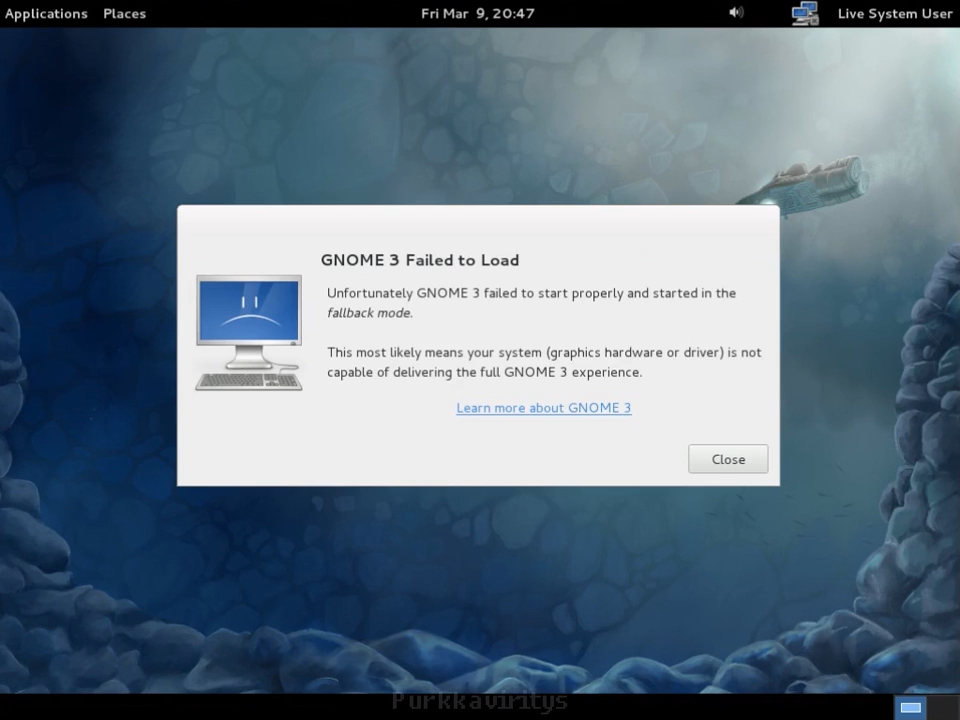 Applications Places Fri Mar 9, 20:47 Live System User
GNOME 3 Failed to Load
Unfortunately GNOME 3 failed to start properly and started in the
fallback mode.
This most likely means your system (graphics hardware or driver) is not
capable of delivering the full GNOME 3 experience.
Learn more about GNOME 3
Close
Purkkaviritys